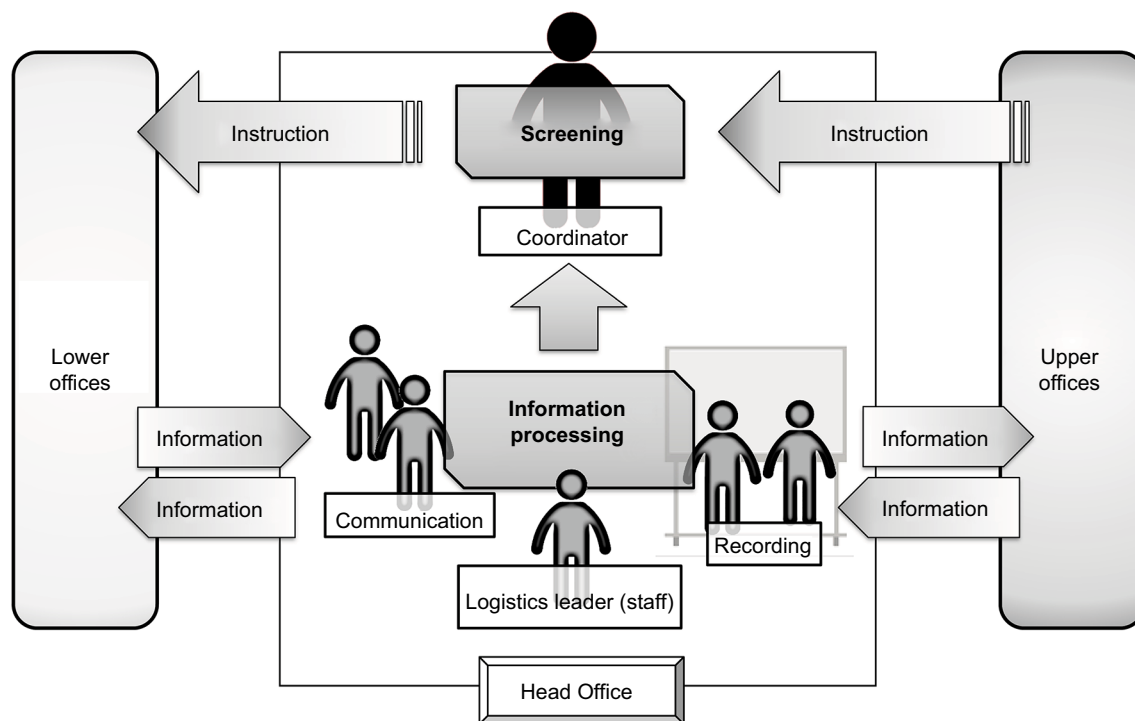 Instruction
Screening
Instruction
Coordinator
Lower
offices
Upper
offices
Information
processing
Information
Information
Information
Information
Communication
Recording
Logistics leader (staff)
Head Office